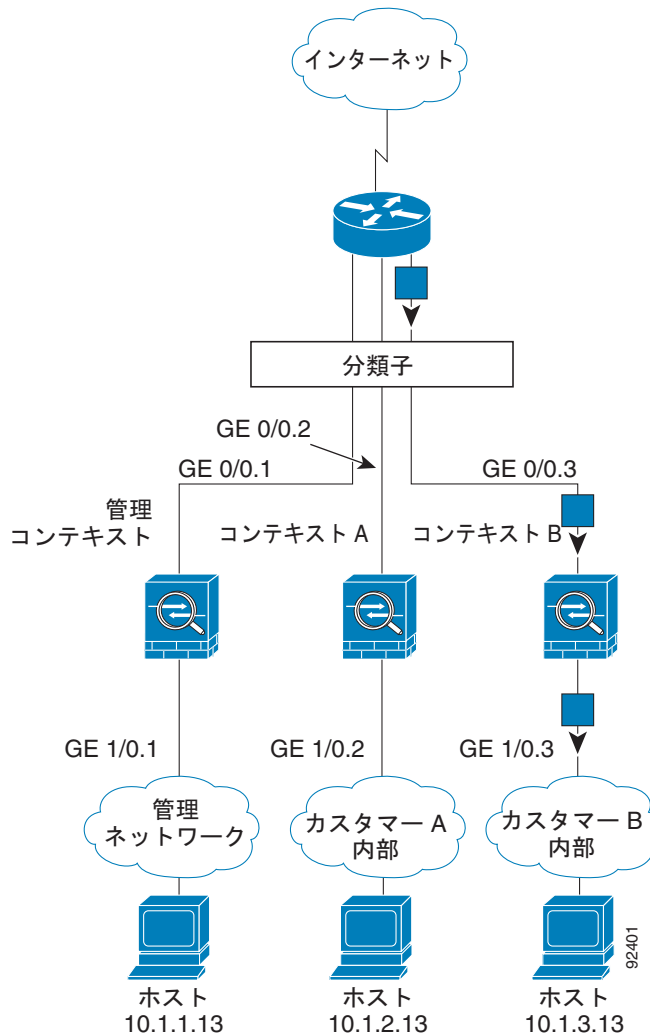 インターネット
分類子
GE 0/0.2
GE 0/0.1
GE 0/0.3
管理
コンテキスト
コンテキスト A
コンテキスト B
GE 1/0.1
GE 1/0.2
GE 1/0.3
管理
ネットワーク
カスタマー A
内部
カスタマー B
内部
ホスト
10.1.1.13
ホスト
10.1.2.13
ホスト
10.1.3.13
92401